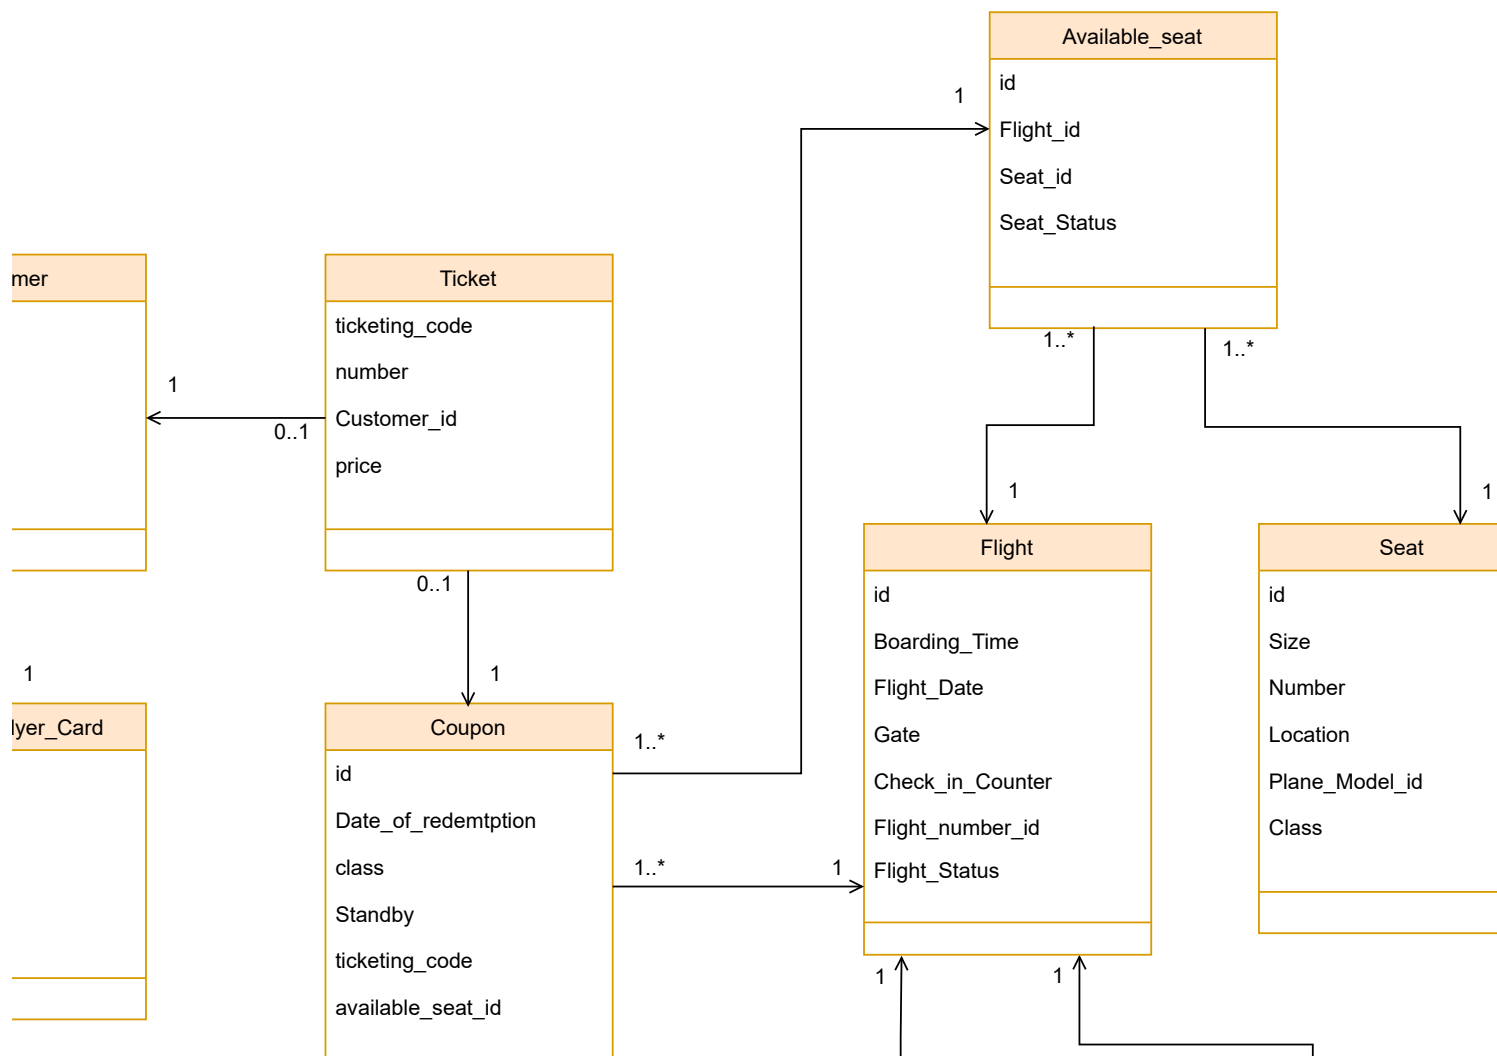 Available_seat
id
Flight_id
Seat_id
Seat_Status
1
1..*
1..*
mer
1
0..1
Ticket
ticketing_code
number
Customer_id
price
0..1
1
1
lyer_Card
Coupon
id
Date_of_redemtption
class
Standby
ticketing_code
available_seat_id
1..*
1..*
1
1
Flight
id
Boarding_Time
Flight_Date
Gate
Check_in_Counter
Flight_number_id
Flight_Status
1
1
1
Seat
id
Size
Number
Location
Plane_Model_id
Class